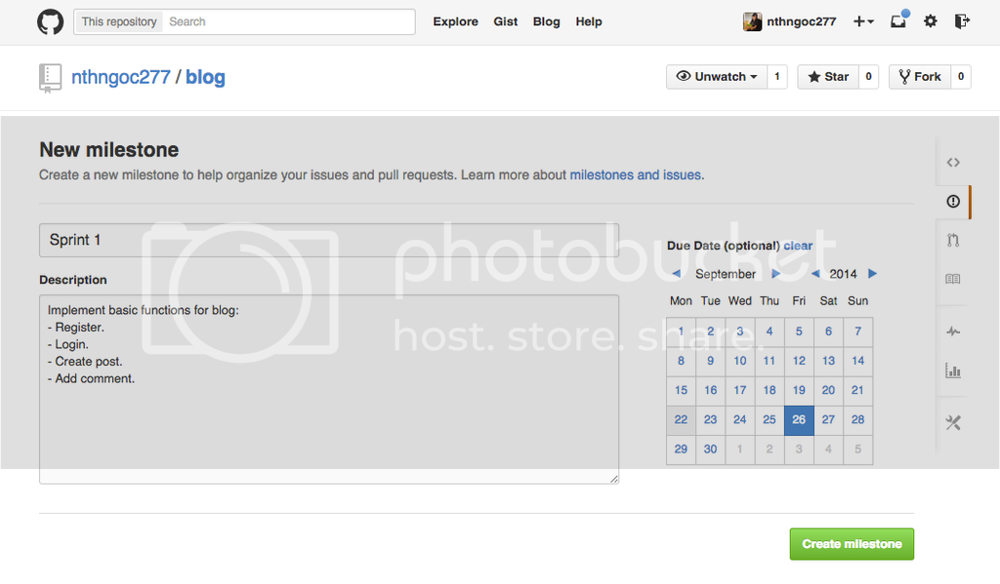 This repository Search Explore Gist Blog Help nthngoc277
nthngoc277 / blog Unwatch 1 Star 0 Fork 0
New milestone
Create a new milestone to help organize your issues and pull requests. Learn more about milestones and issues.
Sprint 1
Description
Implement basic functions for blog:
- Register.
- Login.
- Create post.
- Add comment.
Due Date (optional) clear
September 2014
Mon Tue Wed Thu Fri Sat Sun
1 2 3 4 5 6 7
8 9 10 11 12 13 14
15 16 17 18 19 20 21
22 23 24 25 26 27 28
29 30 1 2 3 4 5
photobucket
host. store. share.
Create milestone